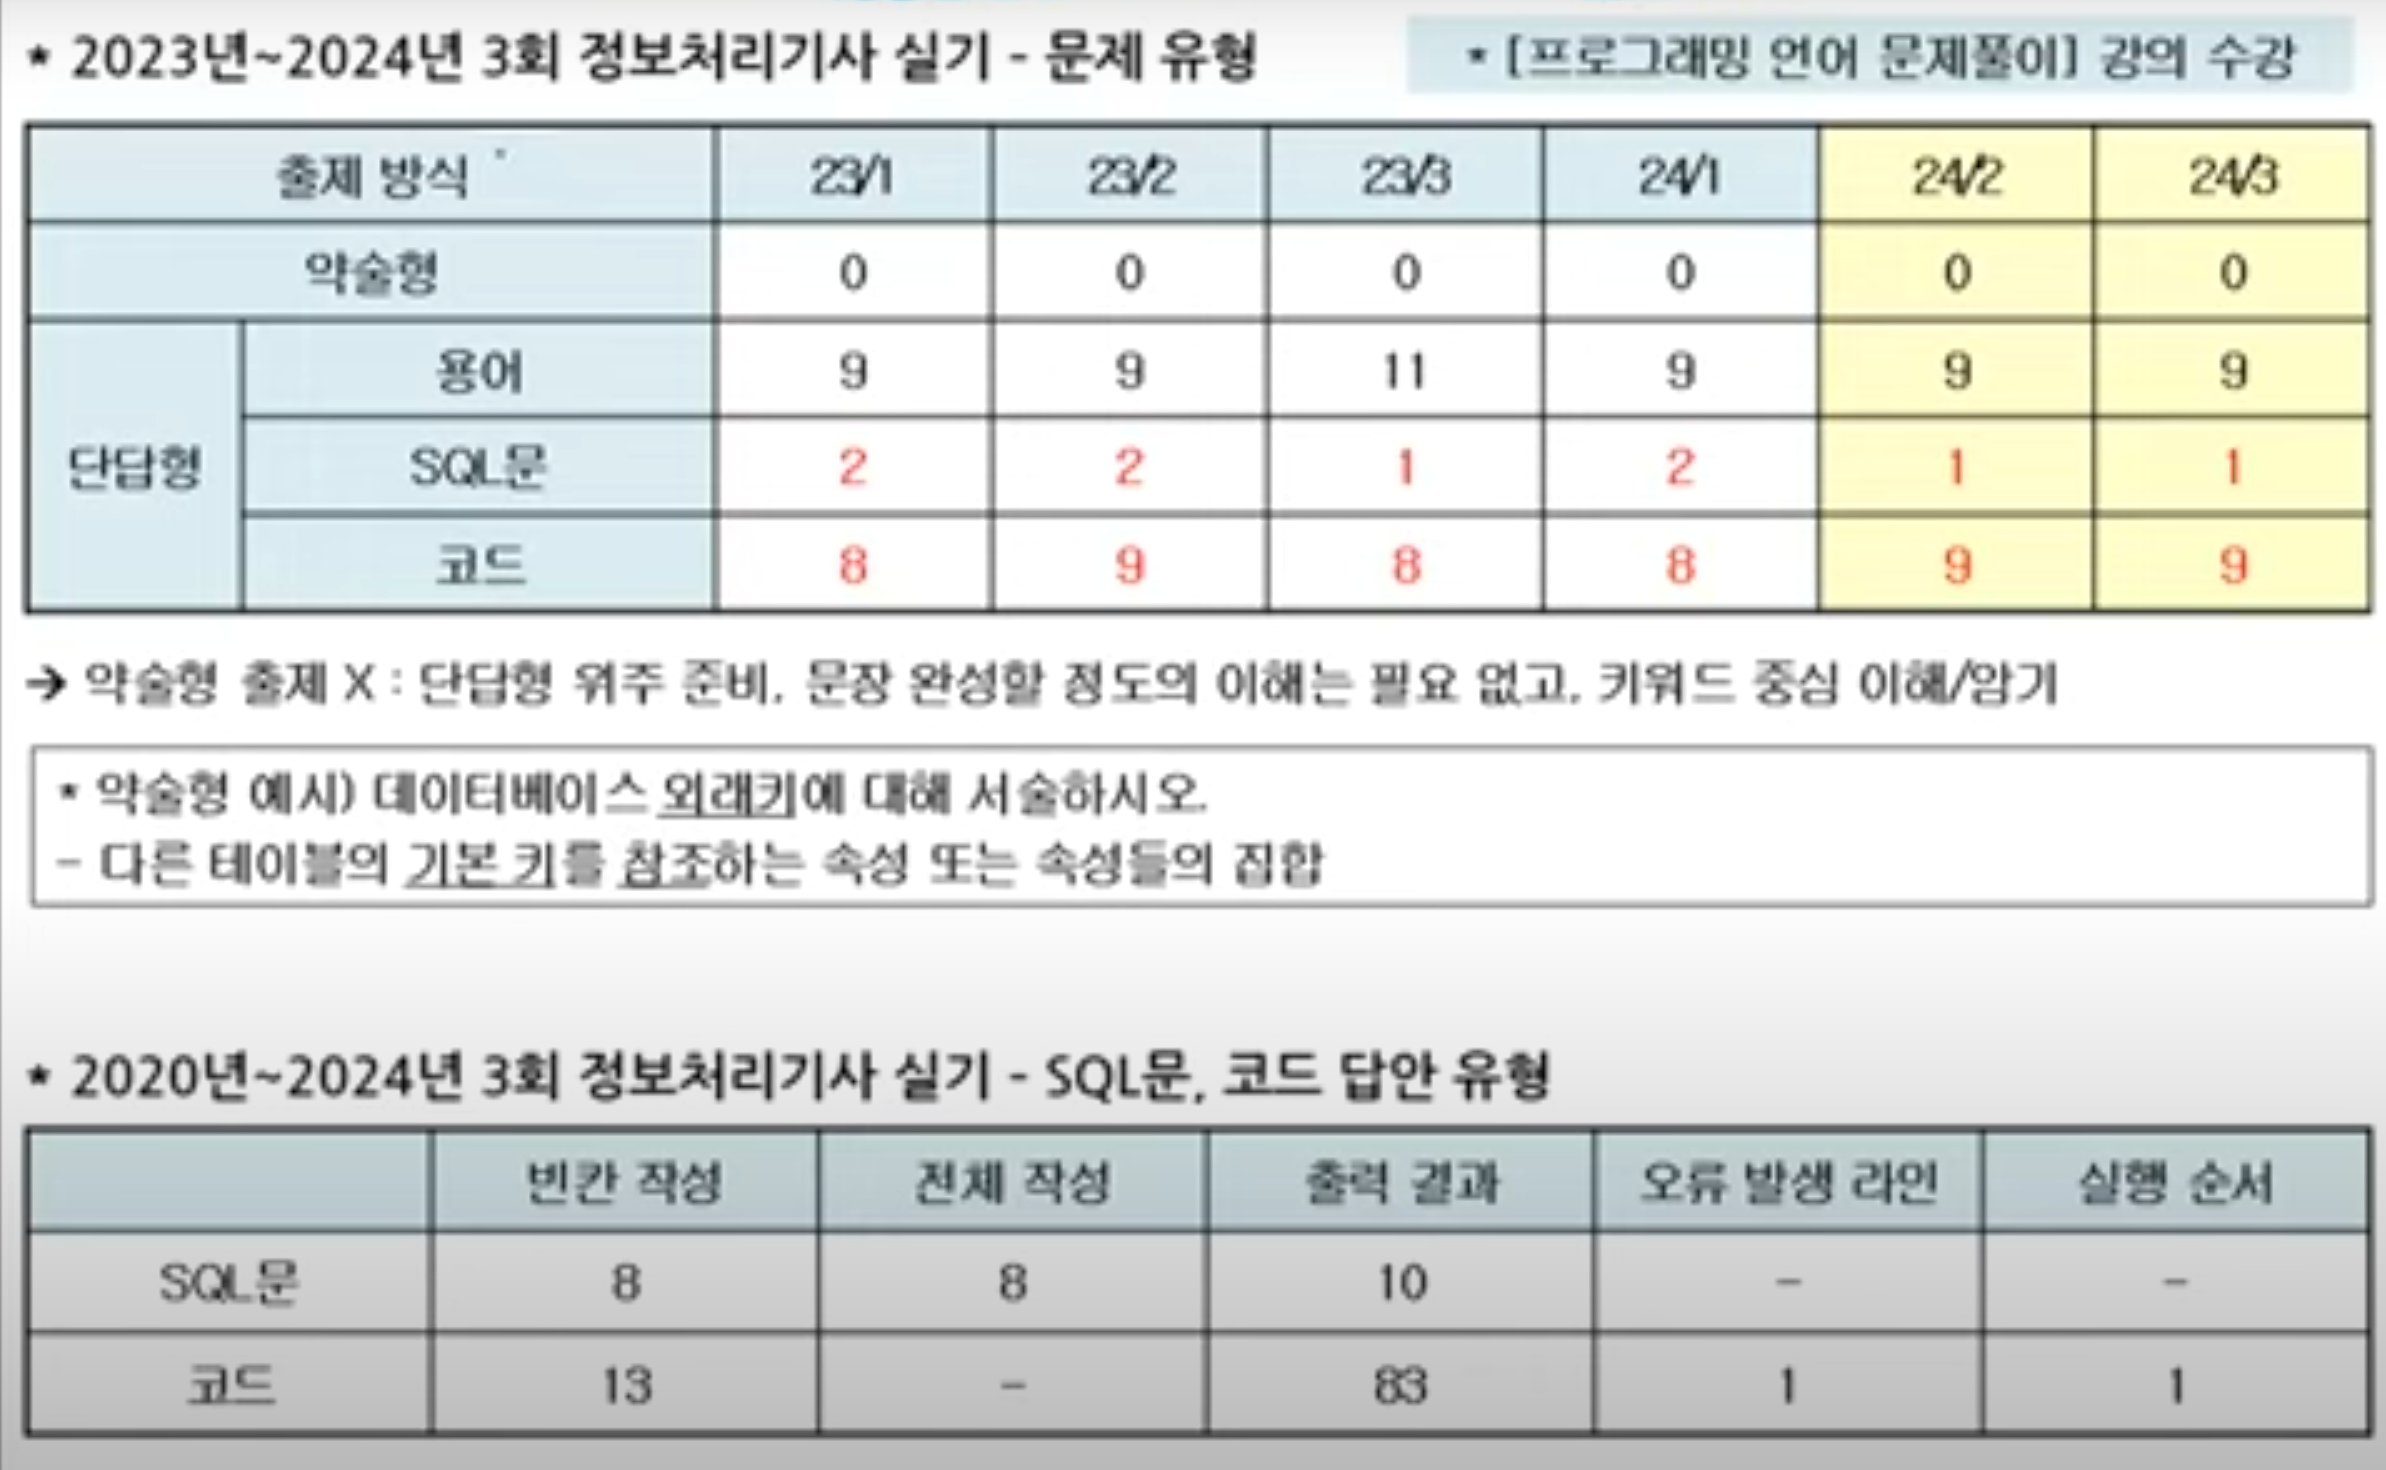 * 2023년~2024년 3회 정보처리기사 실기 - 문제 유형
* [프로그래밍 언어 문제풀이] 강의 수강
출제 방식 23/1 23/2 23/3 24/1 24/2 24/3
약술형 0 0 0 0 0 0
단답형 용어 9 9 11 9 9 9
SQL문 2 2 1 2 1 1
코드 8 9 8 8 9 9
→ 약술형 출제 X : 단답형 위주 준비, 문장 완성할 정도의 이해는 필요 없고, 키워드 중심 이해/암기
* 약술형 예시) 데이터베이스 외래키에 대해 서술하시오.
- 다른 테이블의 기본 키를 참조하는 속성 또는 속성들의 집합
* 2020년~2024년 3회 정보처리기사 실기 - SQL문, 코드 답안 유형
빈칸 작성 전체 작성 출력 결과 오류 발생 라인 실행 순서
SQL문 8 8 10 - -
코드 13 - 83 1 1